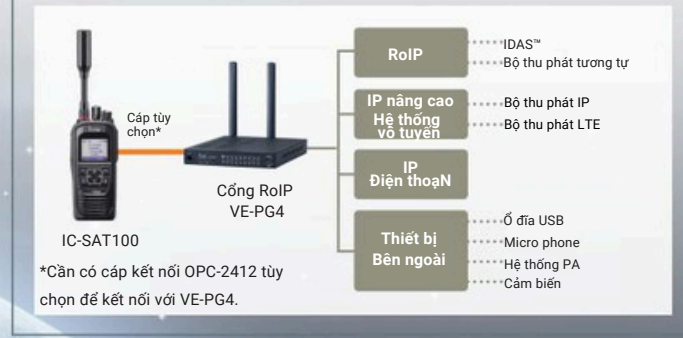 Cáp tùy
chọn*
IC-SAT100
Cổng RoIP
VE-PG4
*Cần có cáp kết nối OPC-2412 tùy
chọn để kết nối với VE-PG4.
RoIP
IDAS™
Bộ thu phát tương tự
IP nâng cao
Hệ thống
vô tuyến
Bộ thu phát IP
Bộ thu phát LTE
IP
Điện thoạN
Thiết bị
Bên ngoài
Ổ đĩa USB
Micro phone
Hệ thống PA
Cảm biến